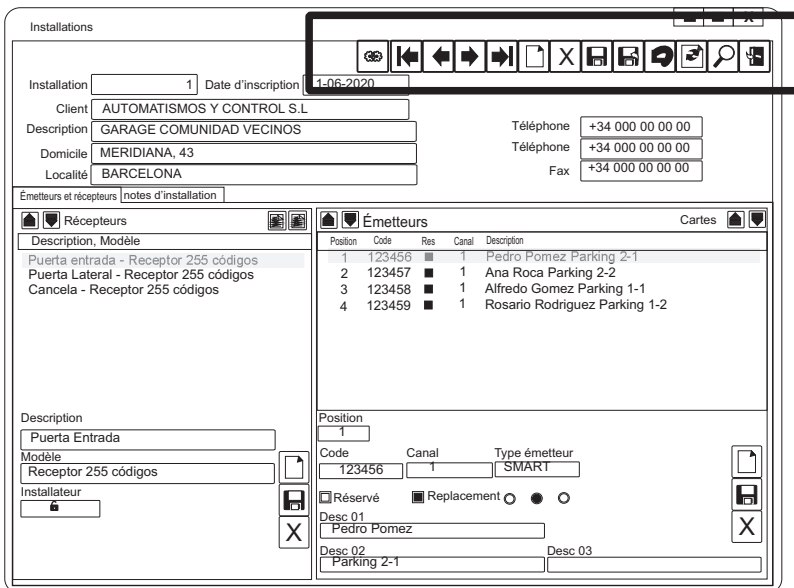 Installations
X
X
Installation 1 Date d'inscription 1-06-2020
Client AUTOMATISMOS Y CONTROL S.L
Description GARAGE COMUNIDAD VECINOS
Téléphone +34 000 00 00 00
Domicile MERIDIANA, 43
Téléphone +34 000 00 00 00
Localité BARCELONA
Fax +34 000 00 00 00
Émetteurs et récepteurs notes d'installation
Récepteurs
Émetteurs Cartes
Description, Modèle
Puerta entrada - Receptor 255 códigos
Puerta Lateral - Receptor 255 códigos
Cancela - Receptor 255 códigos
Position Code Res Canal Description
1 123456 1 Pedro Pomez Parking 2-1
2 123457 1 Ana Roca Parking 2-2
3 123458 1 Alfredo Gomez Parking 1-1
4 123459 1 Rosario Rodriguez Parking 1-2
Description
Puerta Entrada
Modèle
Receptor 255 códigos
Installateur
X
Position
1
Code Canal Type émetteur
123456 1 SMART
Réservé Replacement
Desc 01
Pedro Pomez
X
Desc 02 Desc 03
Parking 2-1